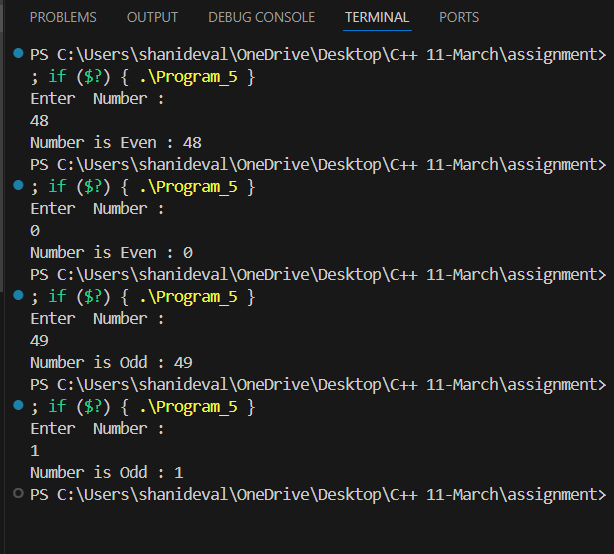 PROBLEMS OUTPUT DEBUG CONSOLE TERMINAL PORTS
PS C:\Users\shanideval\OneDrive\Desktop\C++ 11-March\assignment>
; if ($?) { .\Program_5 }
Enter  Number :
48
Number is Even : 48
PS C:\Users\shanideval\OneDrive\Desktop\C++ 11-March\assignment>
; if ($?) { .\Program_5 }
Enter  Number :
0
Number is Even : 0
PS C:\Users\shanideval\OneDrive\Desktop\C++ 11-March\assignment>
; if ($?) { .\Program_5 }
Enter  Number :
49
Number is Odd : 49
PS C:\Users\shanideval\OneDrive\Desktop\C++ 11-March\assignment>
; if ($?) { .\Program_5 }
Enter  Number :
1
Number is Odd : 1
PS C:\Users\shanideval\OneDrive\Desktop\C++ 11-March\assignment>